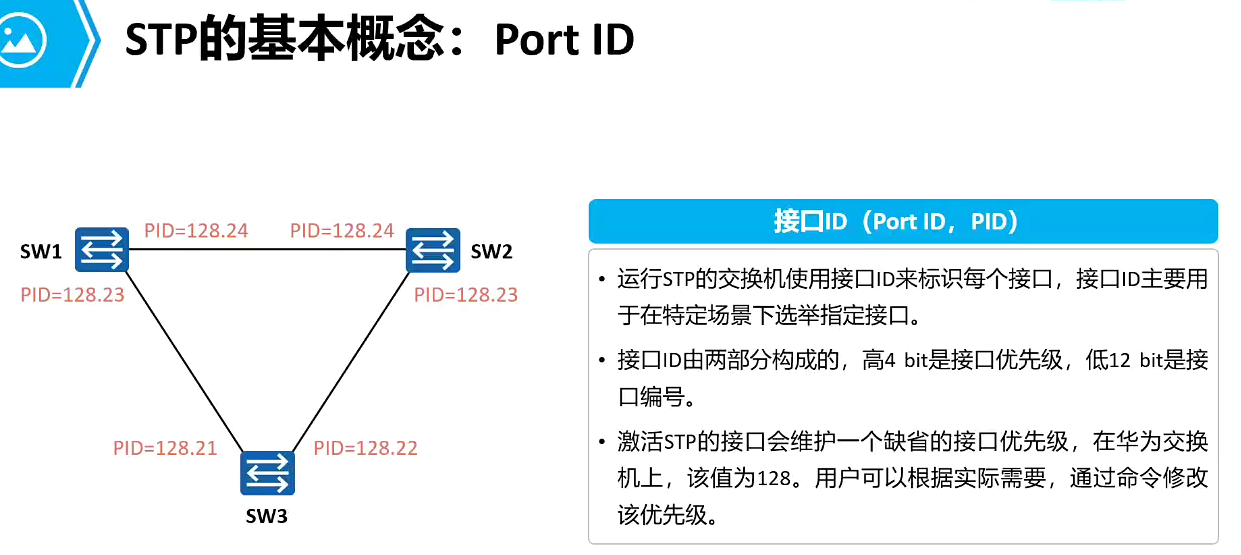 STP的基本概念：Port ID
PID=128.24
PID=128.24
SW1
SW2
PID=128.23
PID=128.23
PID=128.21
PID=128.22
SW3
接口ID（Port ID，PID）
• 运行STP的交换机使用接口ID来标识每个接口，接口ID主要用
于在特定场景下选举指定接口。
• 接口ID由两部分构成的，高4 bit是接口优先级，低12 bit是接
口编号。
• 激活STP的接口会维护一个缺省的接口优先级，在华为交换
机上，该值为128。用户可以根据实际需要，通过命令修改
该优先级。